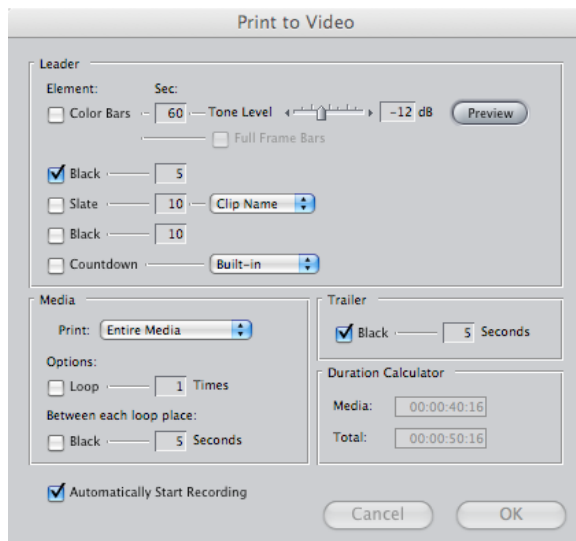 Print to Video
Leader
Element: Sec:
Color Bars 60 Tone Level -12 dB Preview
Full Frame Bars
Black 5
Slate 10 Clip Name
Black 10
Countdown Built-in
Media
Print: Entire Media
Options:
Loop 1 Times
Between each loop place:
Black 5 Seconds
Trailer
Black 5 Seconds
Duration Calculator
Media: 00:00:40:16
Total: 00:00:50:16
Automatically Start Recording
Cancel OK